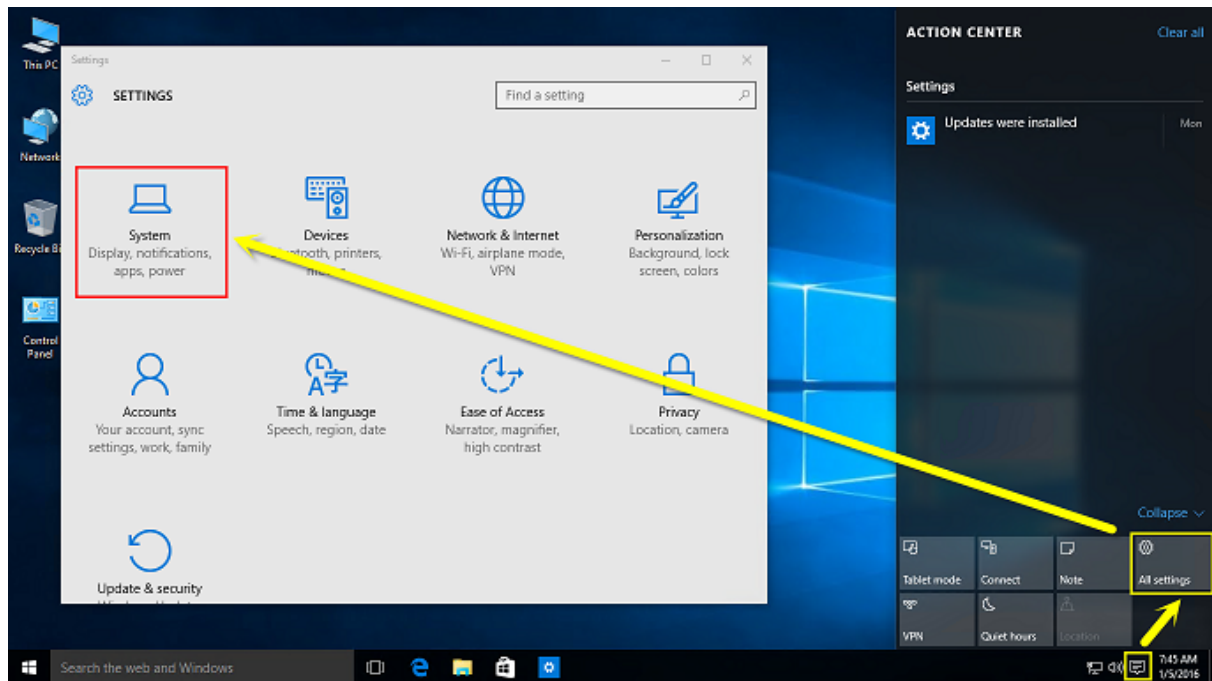 This PC
Network
Recycle Bi
Control
Panel
Settings
SETTINGS
Find a setting
System
Display, notifications,
apps, power
Devices
printers,
Network & Internet
Wi-Fi, airplane mode,
VPN
Personalization
Background, lock
screen, colors
Accounts
Your account, sync
settings, work, family
A字
Time & language
Speech, region, date
Ease of Access
Narrator, magnifier,
high contrast
Privacy
Location, camera
Update & security
ACTION CENTER
Clear all
Settings
Updates were installed
Mon
Collapse
Tablet mode
Connect
Note
All settings
VPN
Quiet hours
Location
Search the web and Windows
7:45 AM
1/5/2016